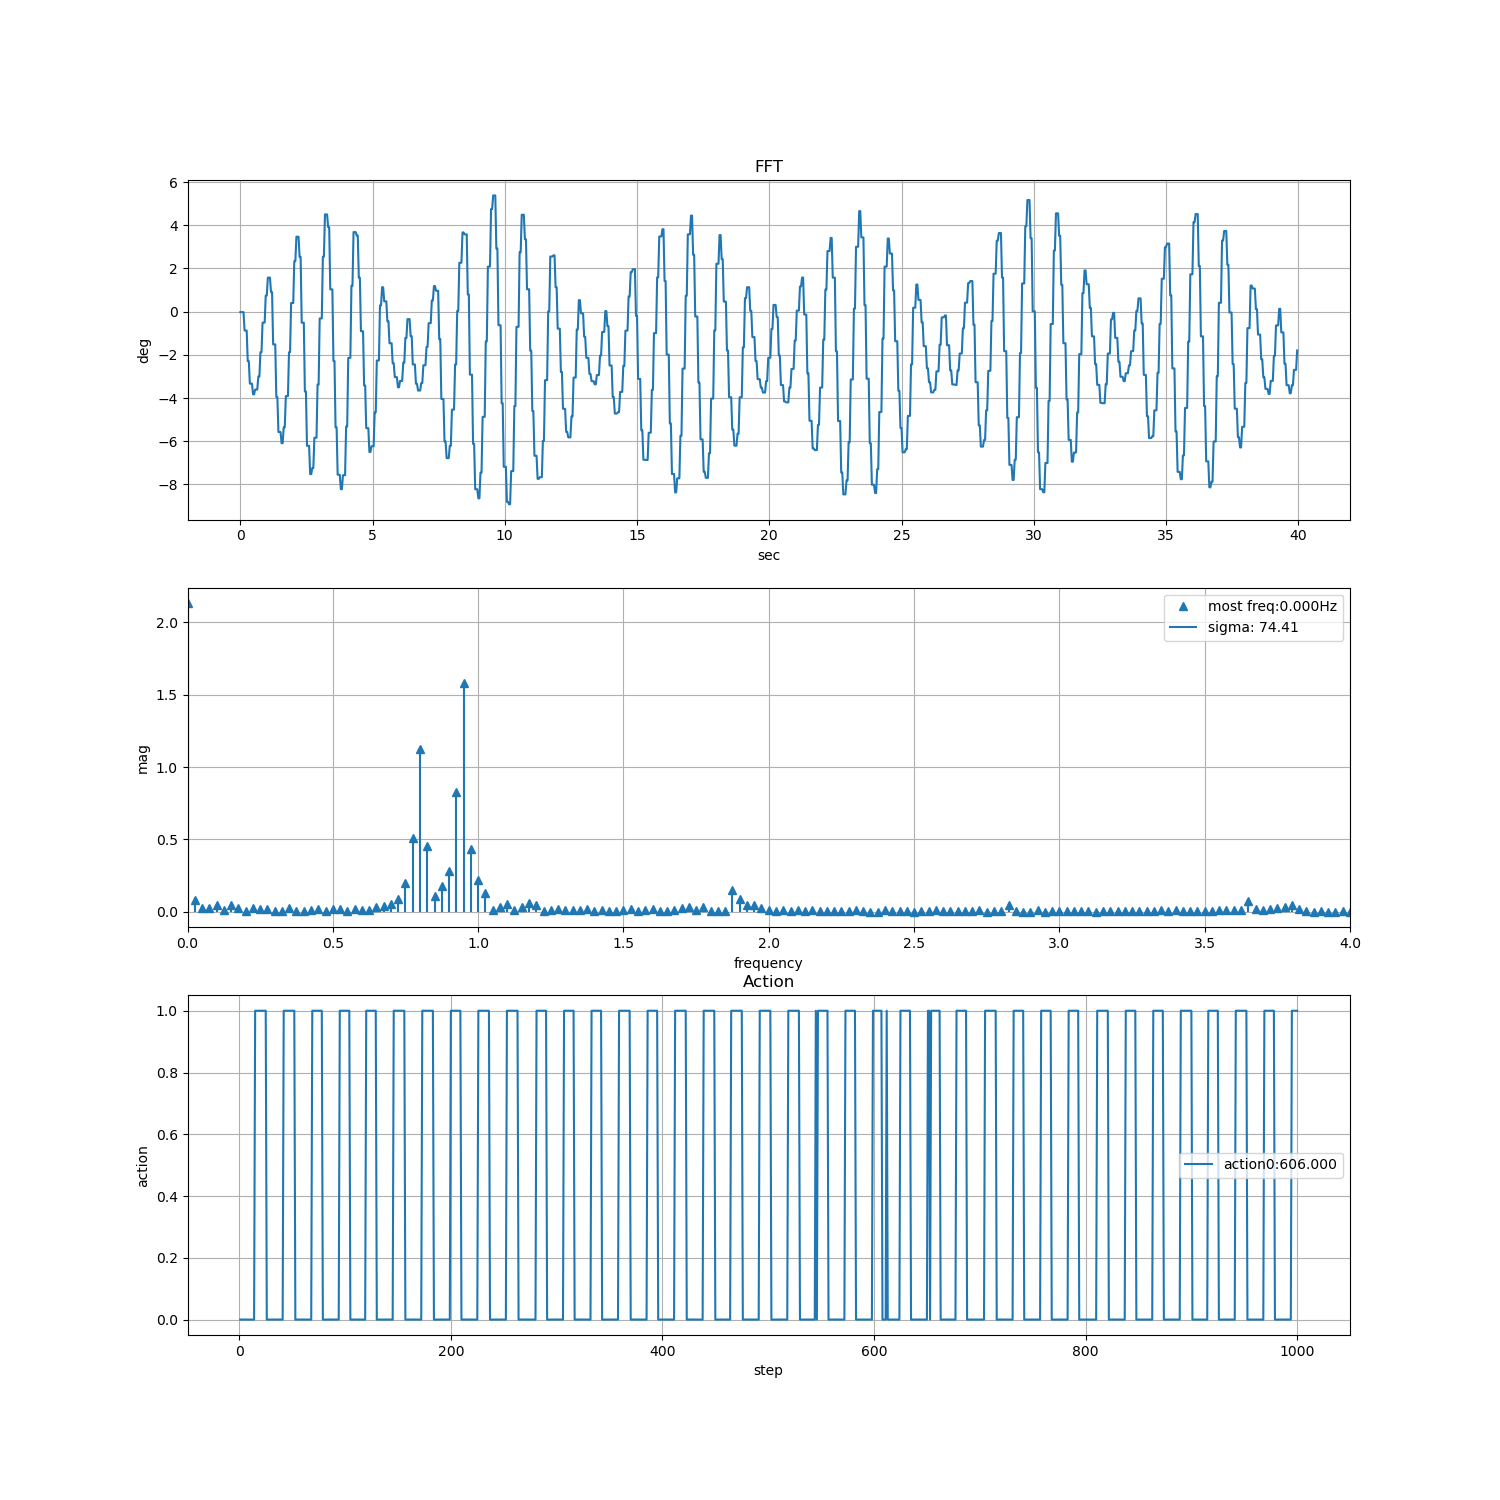 FFT
6
4
2
0
−2
−4
−6
−8
deg
0 5 10 15 20 25 30 35 40
sec
most freq:0.000Hz
sigma: 74.41
2.0
1.5
1.0
0.5
0.0
mag
0.0 0.5 1.0 1.5 2.0 2.5 3.0 3.5 4.0
frequency
Action
1.0
0.8
0.6
0.4
0.2
0.0
action
action0:606.000
0 200 400 600 800 1000
step